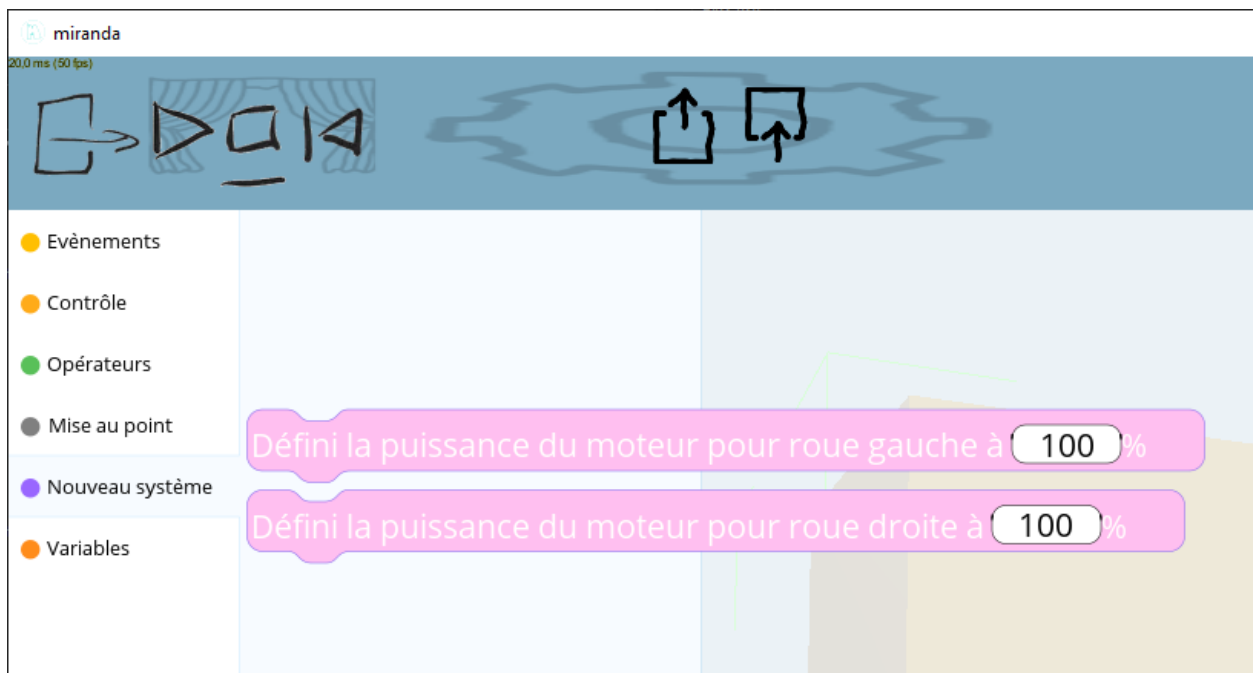 miranda
20,0 ms (50 fps)
Evènements
Contrôle
Opérateurs
Mise au point
Nouveau système
Variables
Défini la puissance du moteur pour roue gauche à 100 %
Défini la puissance du moteur pour roue droite à 100 %